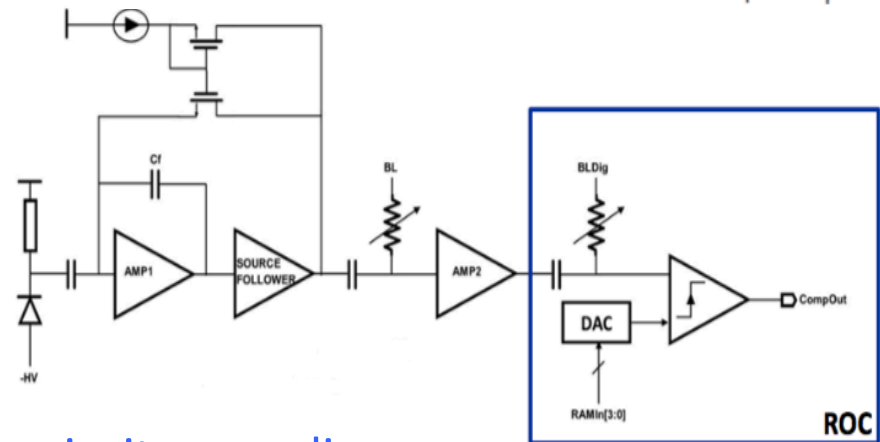 Cf
BL
BLDig
AMP1
SOURCE
FOLLOWER
AMP2
DAC
CompOut
-HV
RAMIn[3:0]
ROC